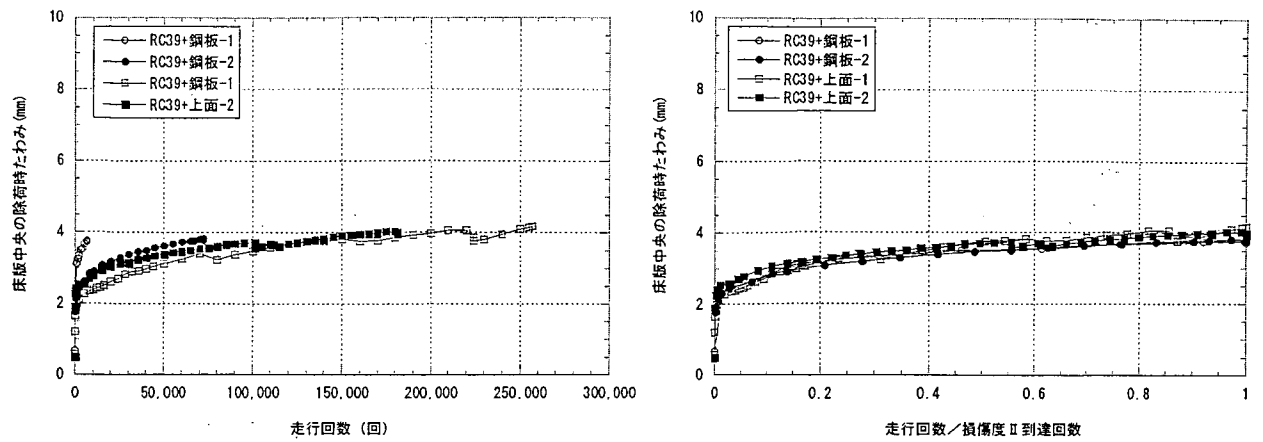 10
8
6
4
2
0
床版中央の除荷時たわみ(mm)
RC39+鋼板-1
RC39+鋼板-2
RC39+鋼板-1
RC39+上面-2
0 50,000 100,000 150,000 200,000 250,000 300,000
走行回数 (回)
10
8
6
4
2
0
床版中央の除荷時たわみ(mm)
RC39+鋼板-1
RC39+鋼板-2
RC39+上面-1
RC39+上面-2
0 0.2 0.4 0.6 0.8 1
走行回数/損傷度Ⅱ到達回数